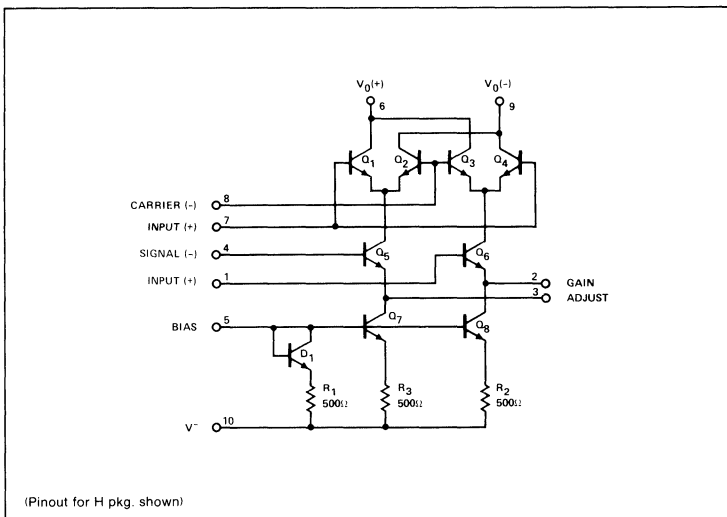 V0(+) V0(-)
6 9
Q1 Q2 Q3 Q4
CARRIER (-) 8
INPUT (+) 7
SIGNAL (-) 4 Q5 Q6
INPUT (+) 1
2 GAIN
3 ADJUST
BIAS 5 Q7 Q8
D1
R1 R3 R2
500Ω 500Ω 500Ω
V- 10
(Pinout for H pkg. shown)